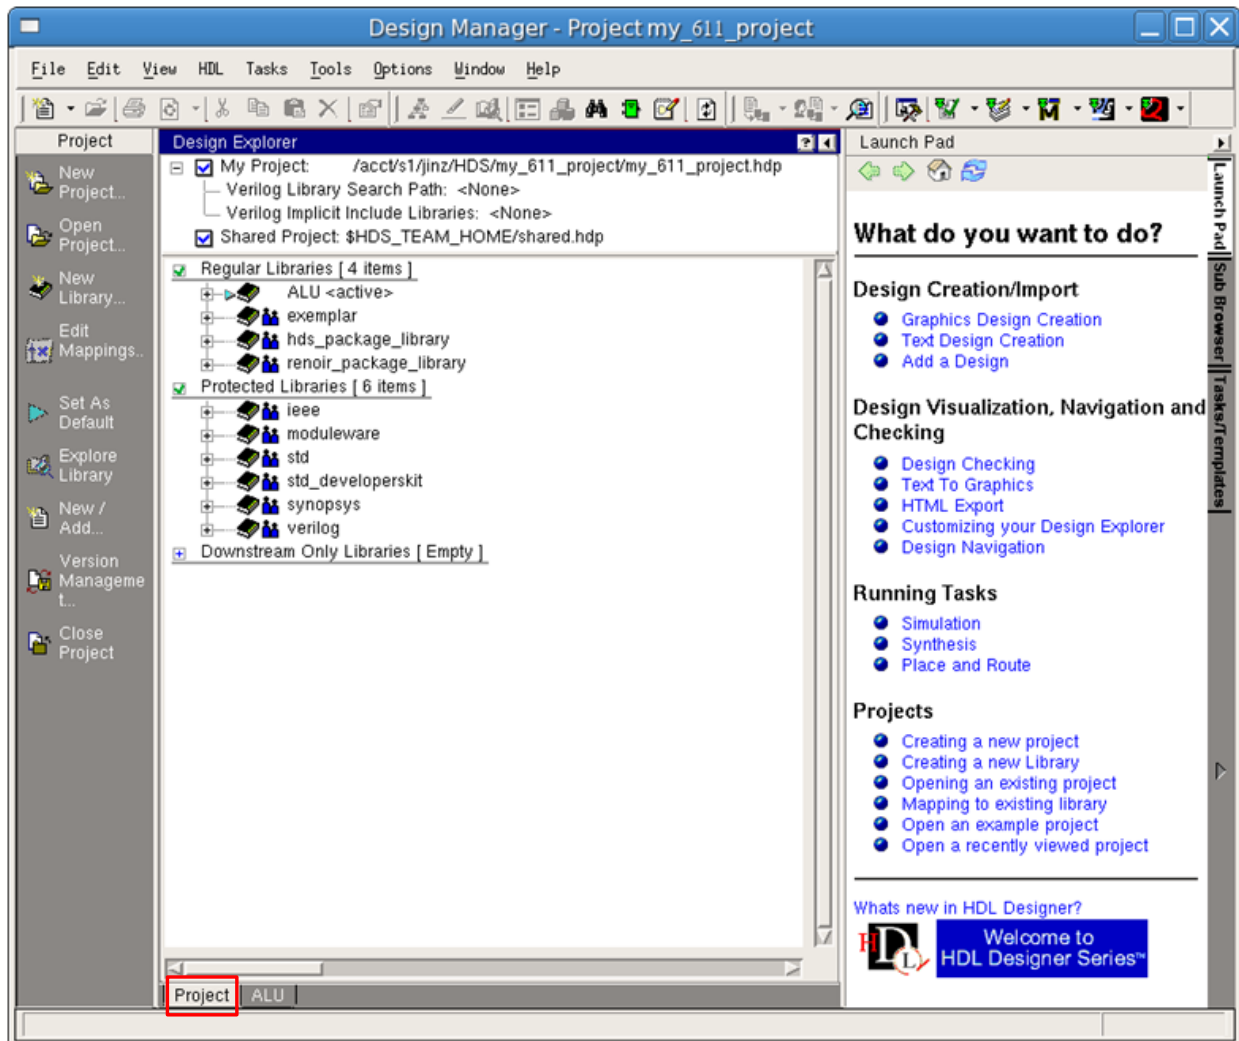 Design Manager - Project my_611_project
File Edit View HDL Tasks Tools Options Window Help
Project
New
Project...
Open
Project...
New
Library...
Edit
Mappings..
Set As
Default
Explore
Library
New /
Add...
Version
Manageme
t...
Close
Project
Design Explorer
My Project: /acct/s1/jinz/HDS/my_611_project/my_611_project.hdp
Verilog Library Search Path: <None>
Verilog Implicit Include Libraries: <None>
Shared Project: $HDS_TEAM_HOME/shared.hdp
Regular Libraries [ 4 items ]
ALU <active>
exemplar
hds_package_library
renoir_package_library
Protected Libraries [ 6 items ]
ieee
moduleware
std
std_developerskit
synopsys
verilog
Downstream Only Libraries [ Empty ]
Project ALU
Launch Pad
What do you want to do?
Design Creation/Import
Graphics Design Creation
Text Design Creation
Add a Design
Design Visualization, Navigation and
Checking
Design Checking
Text To Graphics
HTML Export
Customizing your Design Explorer
Design Navigation
Running Tasks
Simulation
Synthesis
Place and Route
Projects
Creating a new project
Creating a new Library
Opening an existing project
Mapping to existing library
Open an example project
Open a recently viewed project
Whats new in HDL Designer?
HDL
Welcome to
HDL Designer Series™
Launch Pad
Sub Browser
Tasks/Templates